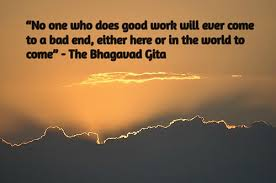 “No one who does good work will ever come
to a bad end, either here or in the world to
come” - The Bhagavad Gita